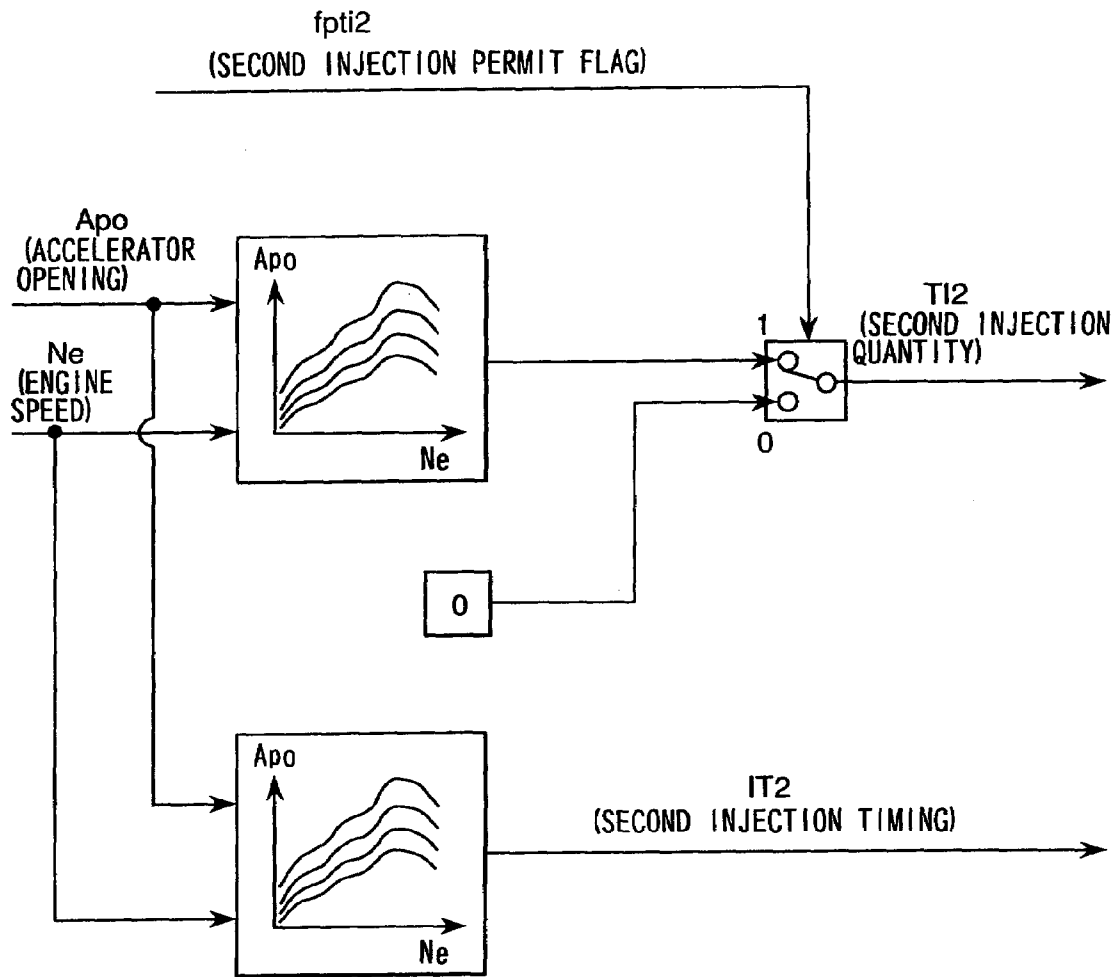 fpti2
(SECOND INJECTION PERMIT FLAG)
Apo
(ACCELERATOR
OPENING)
Ne
(ENGINE
SPEED)
Apo
Ne
1
0
TI2
(SECOND INJECTION
QUANTITY)
0
Apo
Ne
IT2
(SECOND INJECTION TIMING)